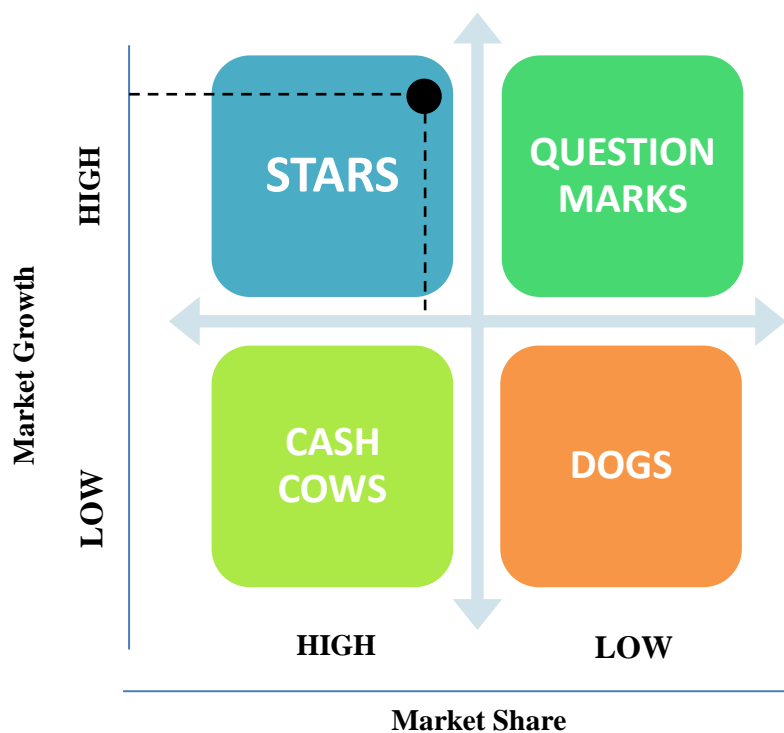 Market Growth
HIGH
LOW
STARS
QUESTION
MARKS
CASH
COWS
DOGS
HIGH
LOW
Market Share